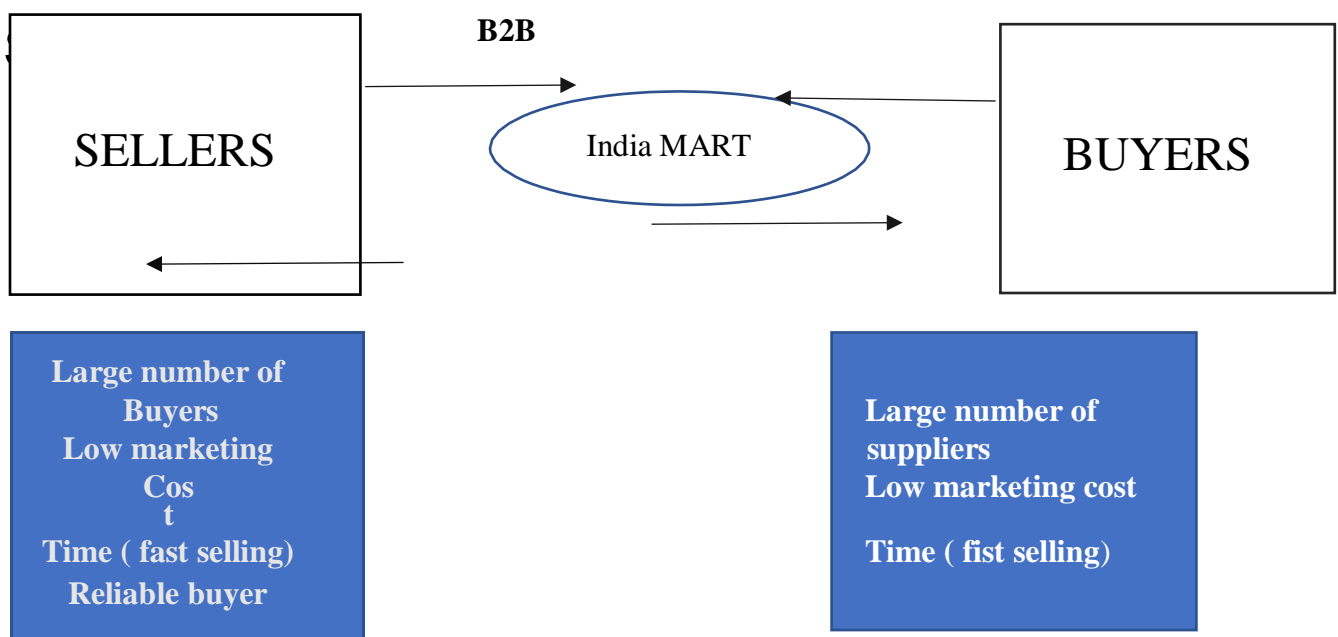 B2B
SELLERS
India MART
BUYERS
Large number of
Buyers
Low marketing
Cos
t
Time ( fast selling)
Reliable buyer
Large number of
suppliers
Low marketing cost
Time ( fist selling)